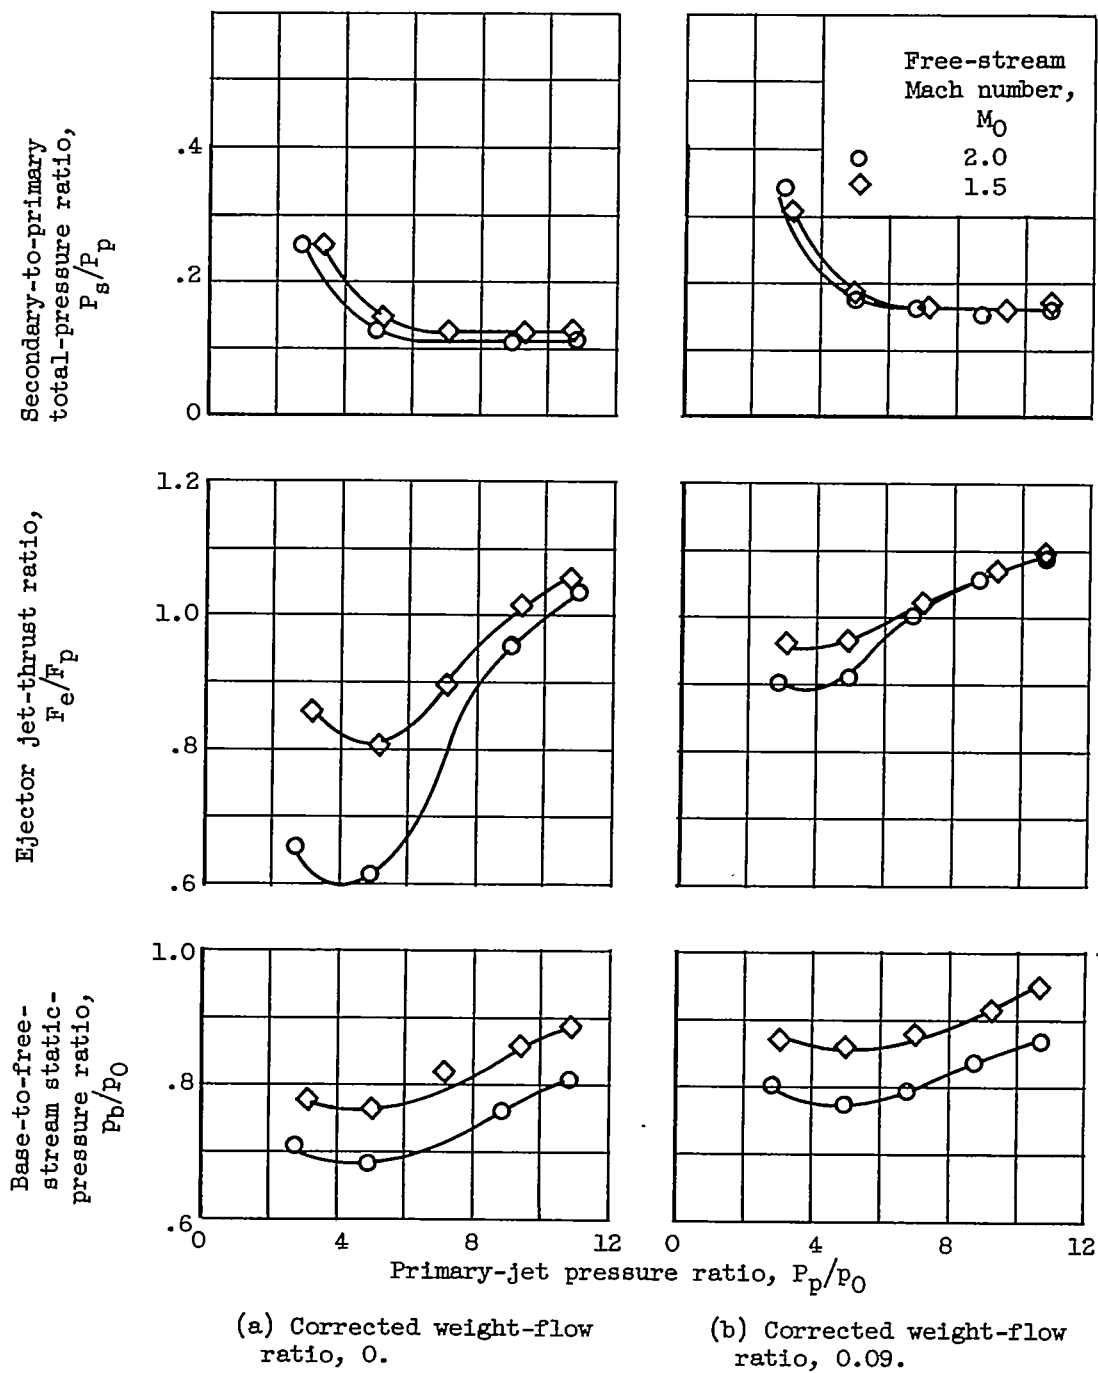 Free-stream
Mach number,
M0
2.0
1.5
Secondary-to-primary
total-pressure ratio,
Ps/Pp
.4
.2
0
Ejector jet-thrust ratio,
Fe/Fp
1.2
1.0
.8
.6
Base-to-free-
stream static-
pressure ratio,
pb/p0
1.0
.8
.6
0 4 8 12 0 4 8 12
Primary-jet pressure ratio, Pp/p0
(a) Corrected weight-flow
ratio, 0.
(b) Corrected weight-flow
ratio, 0.09.